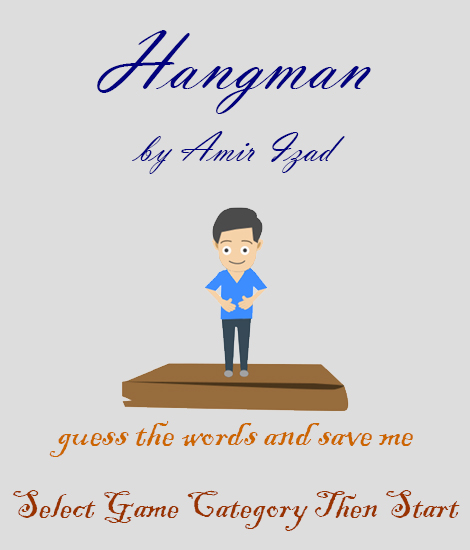 Hangman
by Amir Izad
guess the words and save me
Select Game Category Then Start